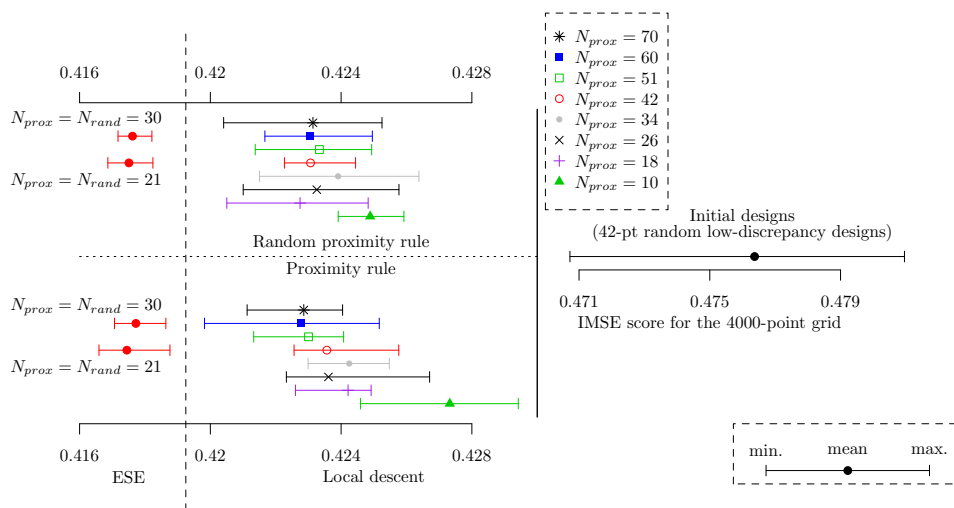 0.416 0.42 0.424 0.428
N_prox = N_rand = 30
N_prox = N_rand = 21
Random proximity rule
Proximity rule
N_prox = N_rand = 30
N_prox = N_rand = 21
0.416 0.42 0.424 0.428
ESE Local descent
N_prox = 70
N_prox = 60
N_prox = 51
N_prox = 42
N_prox = 34
N_prox = 26
N_prox = 18
N_prox = 10
Initial designs
(42-pt random low-discrepancy designs)
0.471 0.475 0.479
IMSE score for the 4000-point grid
min. mean max.